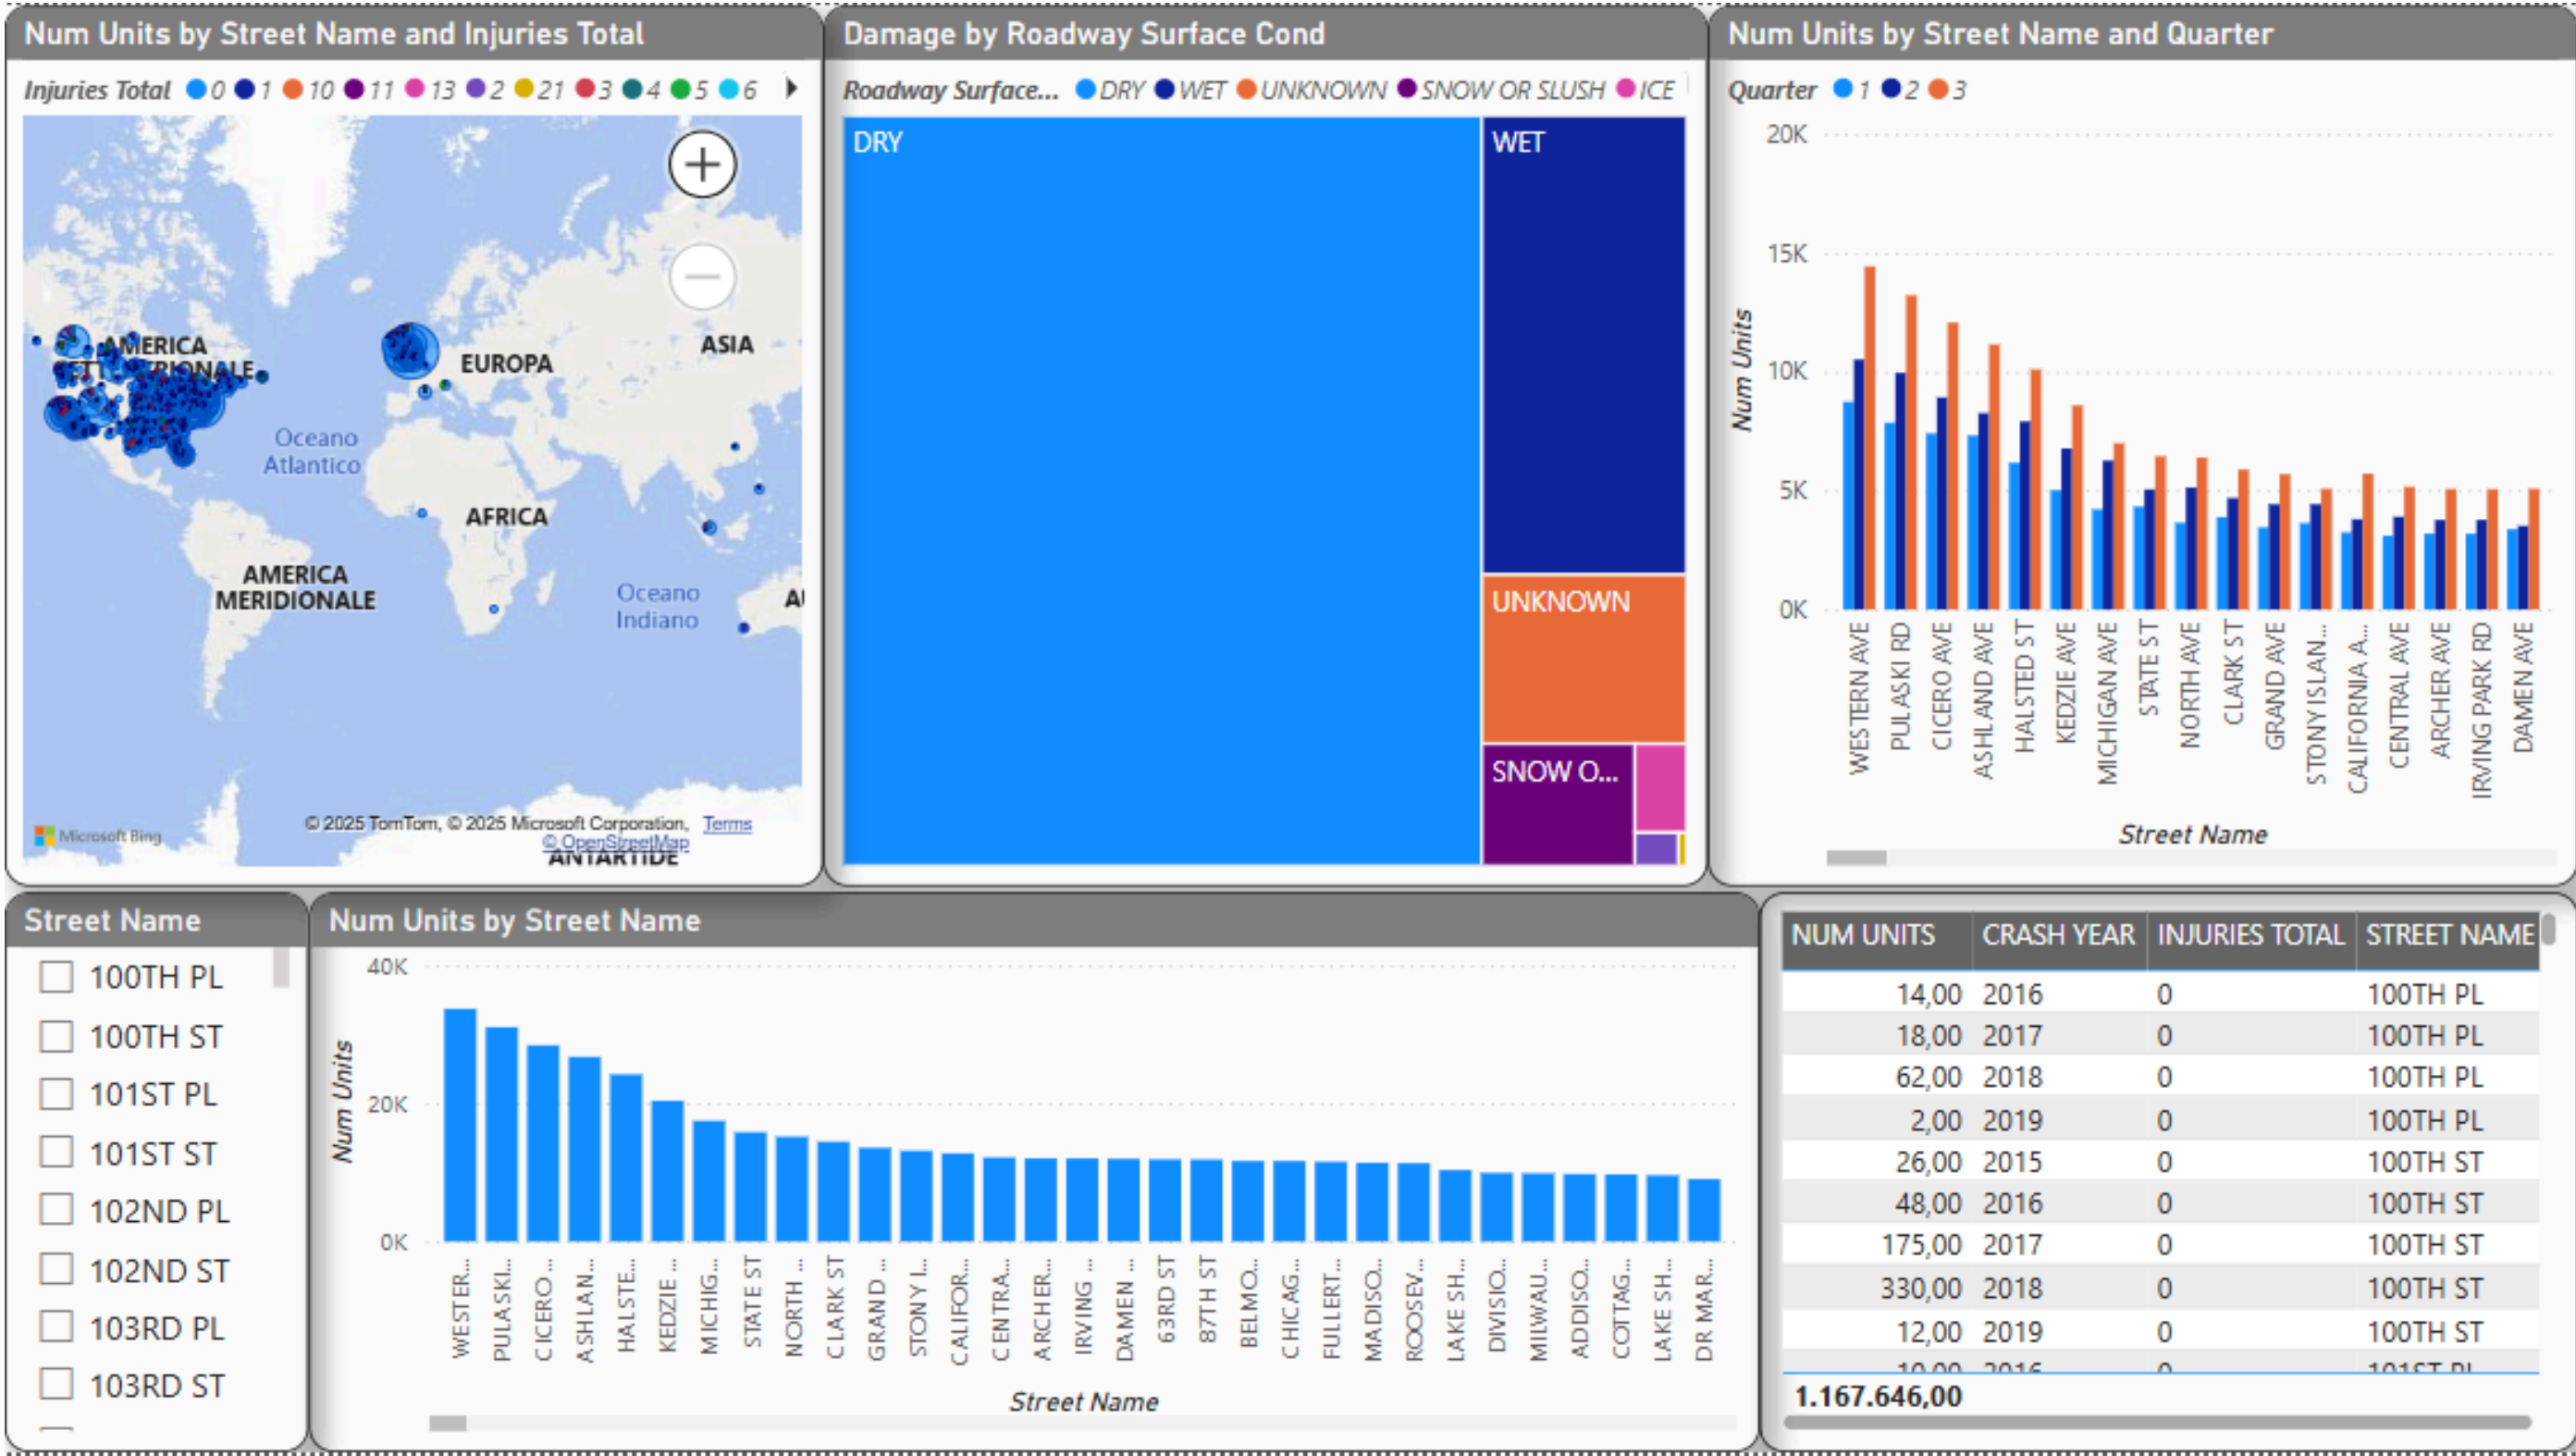 Num Units by Street Name and Injuries Total
Injuries Total 0 1 10 11 13 2 21 3 4 5 6
AMERICA
EUROPA
ASIA
Oceano
Atlantico
AFRICA
AMERICA
MERIDIONALE
Oceano
Indiano
Microsoft Bing
© 2025 TomTom, © 2025 Microsoft Corporation, Terms
© OpenStreetMap
ANTARTIDE
Damage by Roadway Surface Cond
Roadway Surface... DRY WET UNKNOWN SNOW OR SLUSH ICE
DRY
WET
UNKNOWN
SNOW O...
Num Units by Street Name and Quarter
Quarter 1 2 3
20K
15K
10K
5K
0K
Num Units
WESTERN AVE
PULASKI RD
CICERO AVE
ASHLAND AVE
HALSTED ST
KEDZIE AVE
MICHIGAN AVE
STATE ST
NORTH AVE
CLARK ST
GRAND AVE
STONY ISLAN...
CALIFORNIA A...
CENTRAL AVE
ARCHER AVE
IRVING PARK RD
DAMEN AVE
Street Name
Street Name
100TH PL
100TH ST
101ST PL
101ST ST
102ND PL
102ND ST
103RD PL
103RD ST
Num Units by Street Name
40K
20K
0K
Num Units
WESTER...
PULASKI...
CICERO ...
ASHLAN...
HALSTE...
KEDZIE ...
MICHIG...
STATE ST
NORTH ...
CLARK ST
GRAND ...
STONY I...
CALIFOR...
CENTRA...
ARCHER...
IRVING ...
DAMEN ...
63RD ST
87TH ST
BELMO...
CHICAG...
FULLERT...
MADISO...
ROOSEV...
LAKE SH...
DIVISIO...
MILWAU...
ADDISO...
COTTAG...
LAKE SH...
DR MAR...
Street Name
NUM UNITS CRASH YEAR INJURIES TOTAL STREET NAME
14,00 2016 0 100TH PL
18,00 2017 0 100TH PL
62,00 2018 0 100TH PL
2,00 2019 0 100TH PL
26,00 2015 0 100TH ST
48,00 2016 0 100TH ST
175,00 2017 0 100TH ST
330,00 2018 0 100TH ST
12,00 2019 0 100TH ST
1.167.646,00